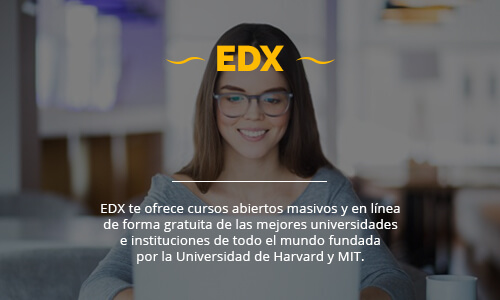 EDX
EDX te ofrece cursos abiertos masivos y en línea
de forma gratuita de las mejores universidades
e instituciones de todo el mundo fundada
por la Universidad de Harvard y MIT.